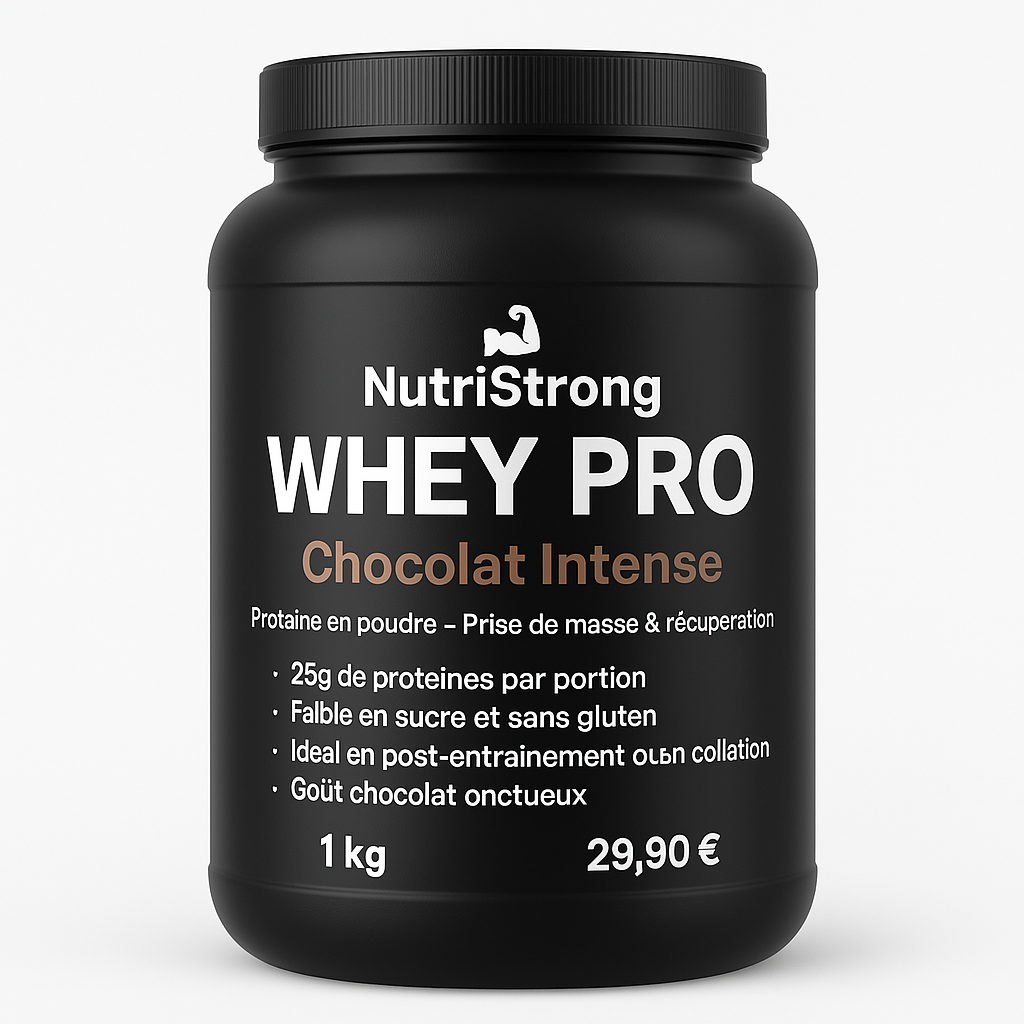 NutriStrong
WHEY PRO
Chocolat Intense
Protaine en poudre – Prise de masse & récuperation
· 25g de proteines par portion
· Falble en sucre et sans gluten
· Ideal en post-entrainement collation
· Goüt chocolat onctueux
1 kg
29,90 €